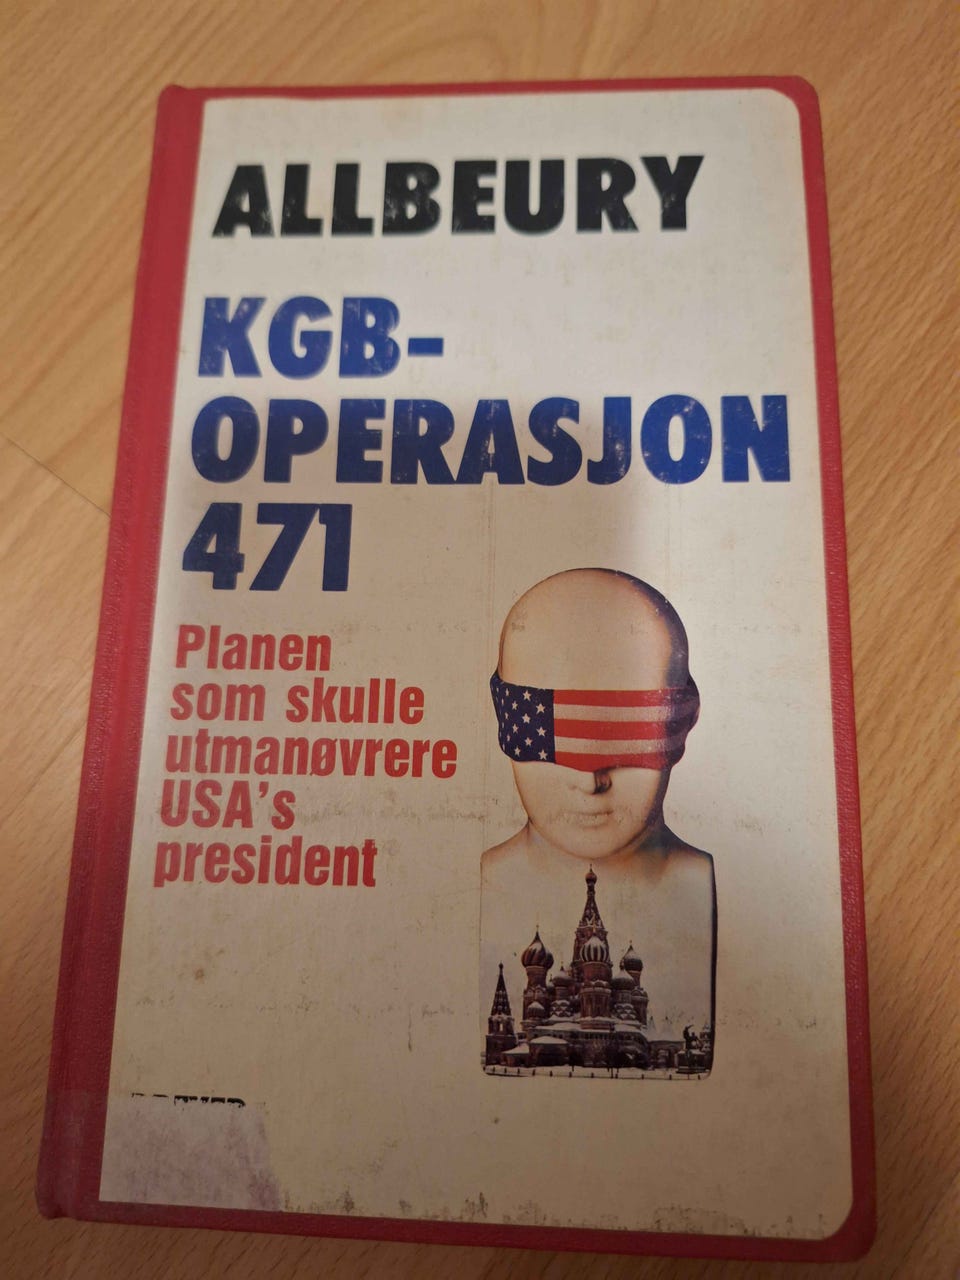 ALLBEURY
KGB-
OPERASJON
471
Planen
som skulle
utmanøvrere
USA's
president